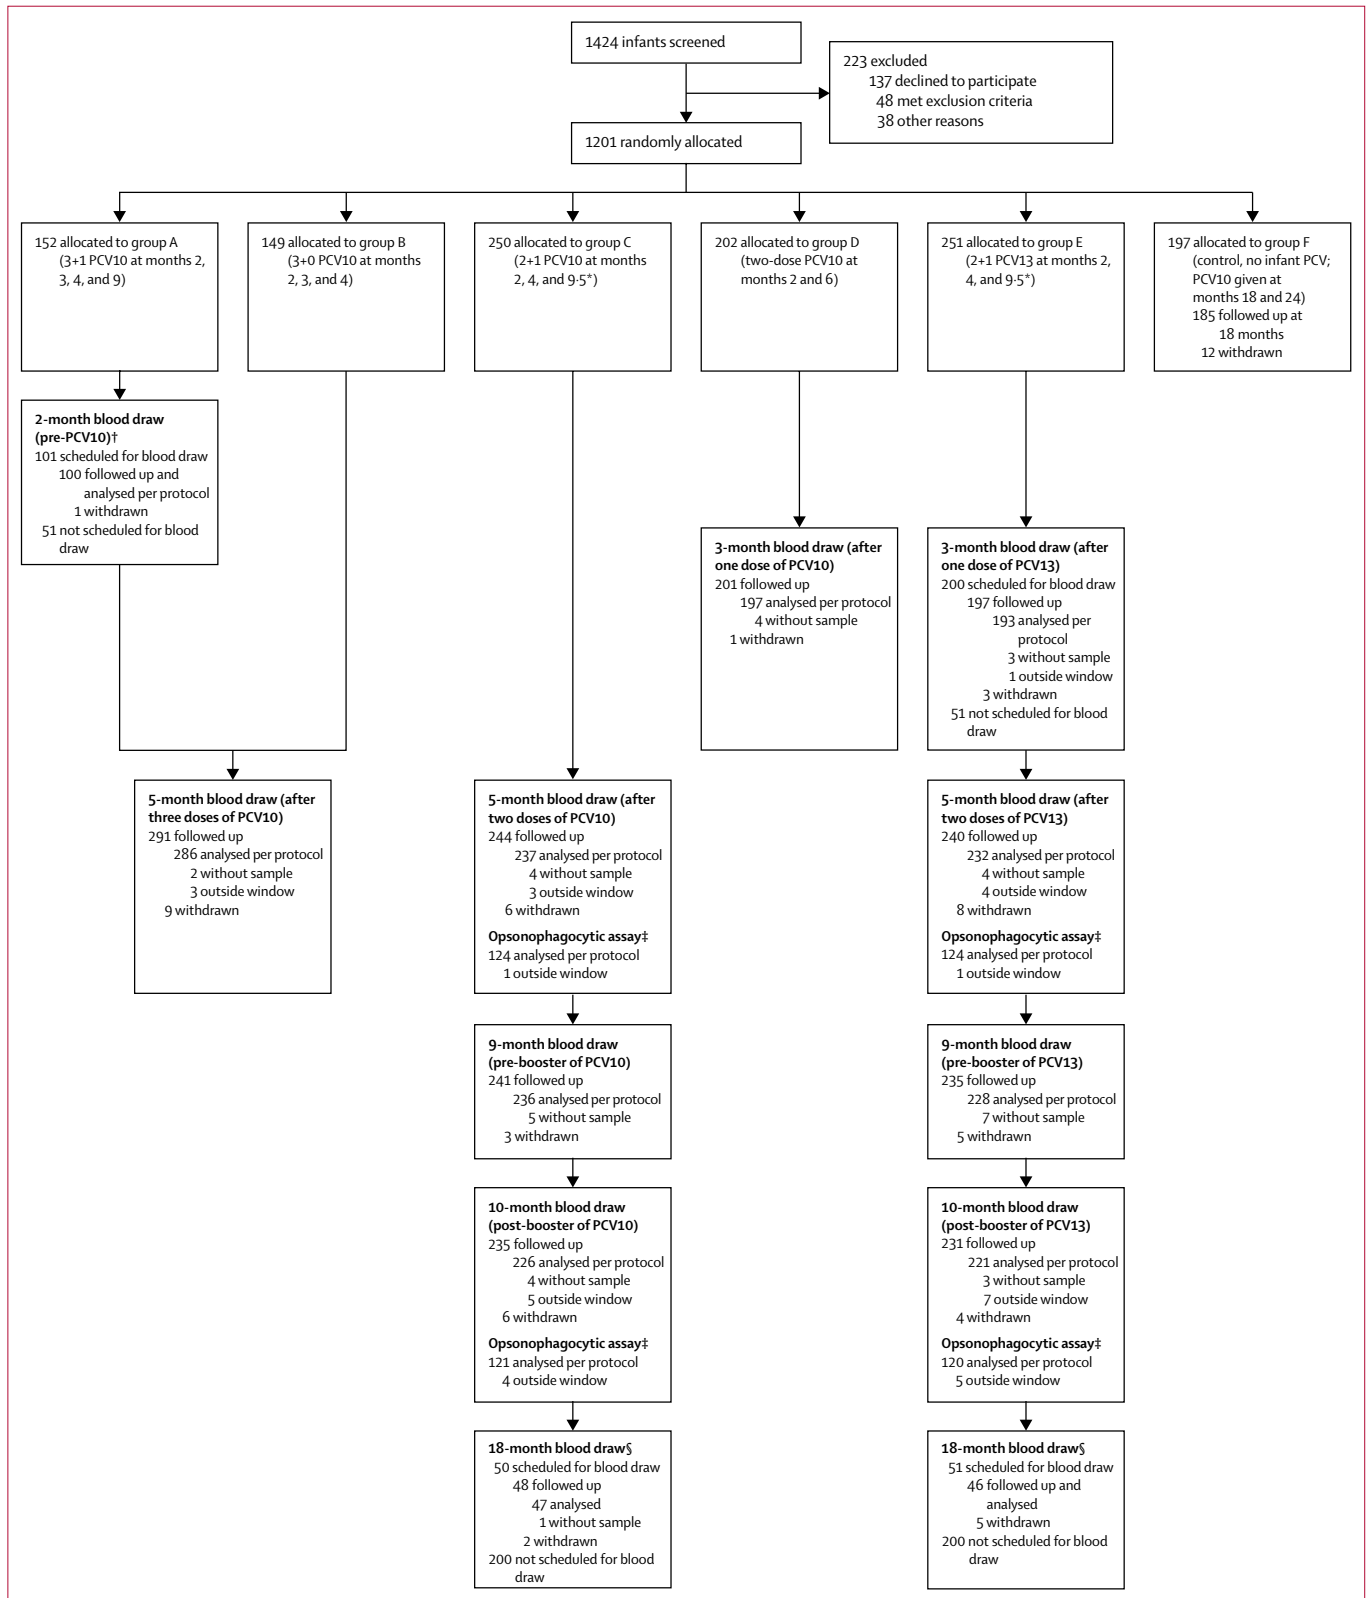 1424 infants screened
223 excluded
137 declined to participate
48 met exclusion criteria
38 other reasons
1201 randomly allocated
152 allocated to group A
(3+1 PCV10 at months 2,
3, 4, and 9)
149 allocated to group B
(3+0 PCV10 at months
2, 3, and 4)
250 allocated to group C
(2+1 PCV10 at months
2, 4, and 9·5*)
202 allocated to group D
(two-dose PCV10 at
months 2 and 6)
251 allocated to group E
(2+1 PCV13 at months 2,
4, and 9·5*)
197 allocated to group F
(control, no infant PCV;
PCV10 given at
months 18 and 24)
185 followed up at
18 months
12 withdrawn
2-month blood draw
(pre-PCV10)†
101 scheduled for blood draw
100 followed up and
analysed per protocol
1 withdrawn
51 not scheduled for blood
draw
3-month blood draw (after
one dose of PCV10)
201 followed up
197 analysed per protocol
4 without sample
1 withdrawn
3-month blood draw (after
one dose of PCV13)
200 scheduled for blood draw
197 followed up
193 analysed per
protocol
3 without sample
1 outside window
3 withdrawn
51 not scheduled for blood
draw
5-month blood draw (after
three doses of PCV10)
291 followed up
286 analysed per protocol
2 without sample
3 outside window
9 withdrawn
5-month blood draw (after
two doses of PCV10)
244 followed up
237 analysed per protocol
4 without sample
3 outside window
6 withdrawn
Opsonophagocytic assay‡
124 analysed per protocol
1 outside window
5-month blood draw (after
two doses of PCV13)
240 followed up
232 analysed per protocol
4 without sample
4 outside window
8 withdrawn
Opsonophagocytic assay‡
124 analysed per protocol
1 outside window
9-month blood draw
(pre-booster of PCV10)
241 followed up
236 analysed per protocol
5 without sample
3 withdrawn
9-month blood draw
(pre-booster of PCV13)
235 followed up
228 analysed per protocol
7 without sample
5 withdrawn
10-month blood draw
(post-booster of PCV10)
235 followed up
226 analysed per protocol
4 without sample
5 outside window
6 withdrawn
Opsonophagocytic assay‡
121 analysed per protocol
4 outside window
10-month blood draw
(post-booster of PCV13)
231 followed up
221 analysed per protocol
3 without sample
7 outside window
4 withdrawn
Opsonophagocytic assay‡
120 analysed per protocol
5 outside window
18-month blood draw§
50 scheduled for blood draw
48 followed up
47 analysed
1 without sample
2 withdrawn
200 not scheduled for blood
draw
18-month blood draw§
51 scheduled for blood draw
46 followed up and
analysed
5 withdrawn
200 not scheduled for blood
draw